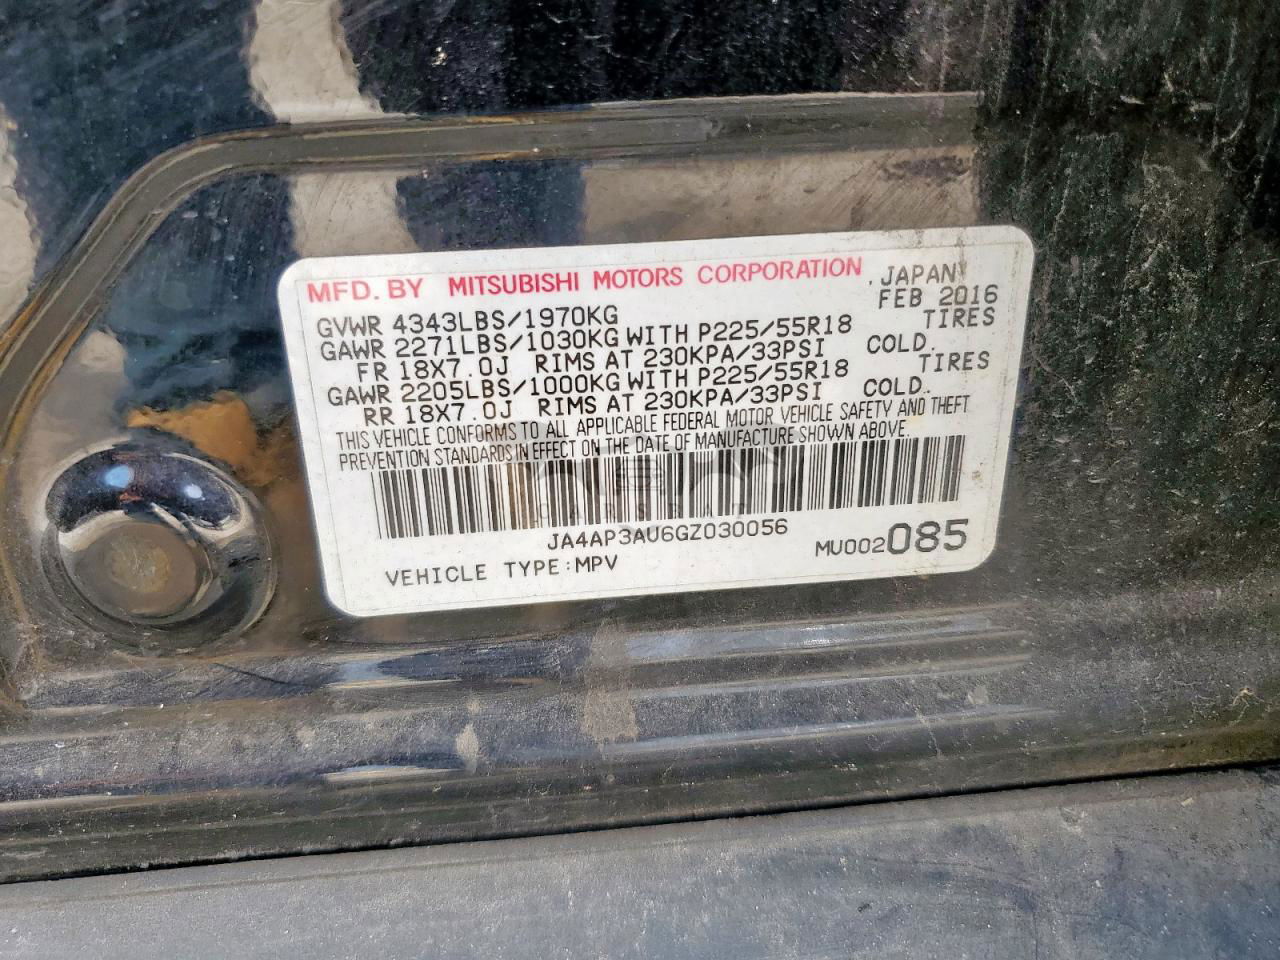 MFD. BY MITSUBISHI MOTORS CORPORATION, JAPAN
FEB 2016
GVWR 4343LBS/1970KG
GAWR 2271LBS/1030KG WITH P225/55R18 TIRES
FR 18X7.0J RIMS AT 230KPA/33PSI COLD.
GAWR 2205LBS/1000KG WITH P225/55R18 TIRES
RR 18X7.0J RIMS AT 230KPA/33PSI COLD.
THIS VEHICLE CONFORMS TO ALL APPLICABLE FEDERAL MOTOR VEHICLE SAFETY AND THEFT
PREVENTION STANDARDS IN EFFECT ON THE DATE OF MANUFACTURE SHOWN ABOVE.
JA4AP3AU6GZ030056
VEHICLE TYPE:MPV MU002 085